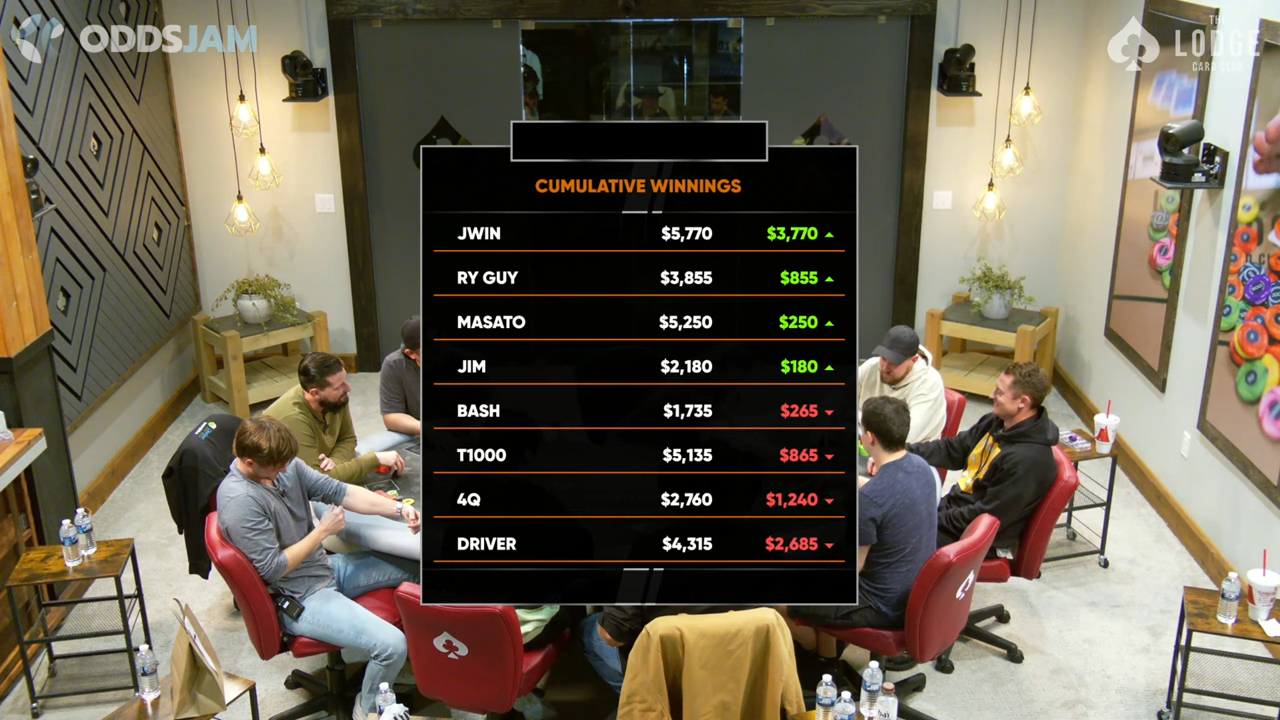 ODDSJAM
THE
LODGE
CARD CLUB
CUMULATIVE WINNINGS
JWIN $5,770 $3,770
RY GUY $3,855 $855
MASATO $5,250 $250
JIM $2,180 $180
BASH $1,735 $265
T1000 $5,135 $865
4Q $2,760 $1,240
DRIVER $4,315 $2,685